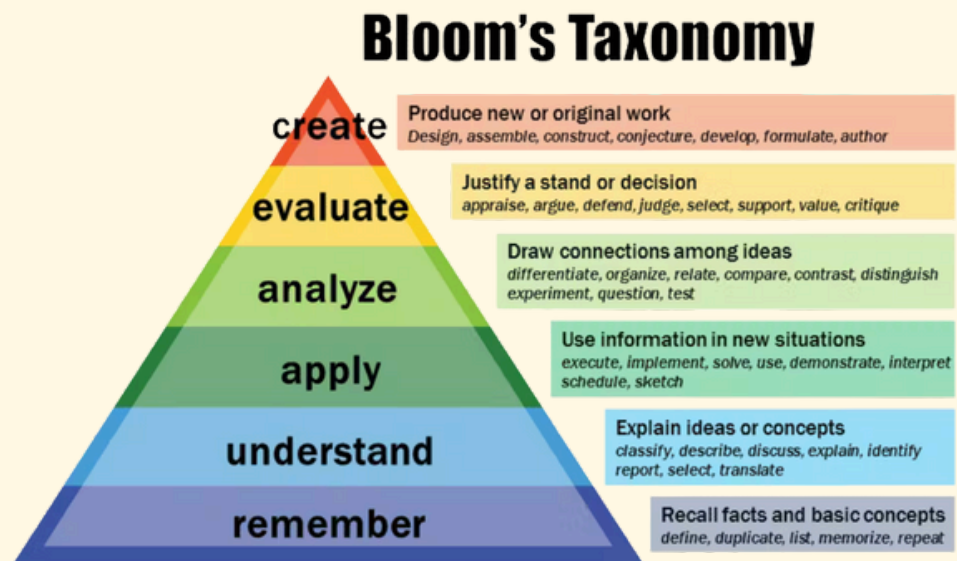 Bloom's Taxonomy
create
Produce new or original work
Design, assemble, construct, conjecture, develop, formulate, author
evaluate
Justify a stand or decision
appraise, argue, defend, judge, select, support, value, critique
analyze
Draw connections among ideas
differentiate, organize, relate, compare, contrast, distinguish
experiment, question, test
apply
Use information in new situations
execute, implement, solve, use, demonstrate, interpret
schedule, sketch
understand
Explain ideas or concepts
classify, describe, discuss, explain, identify
report, select, translate
remember
Recall facts and basic concepts
define, duplicate, list, memorize, repeat